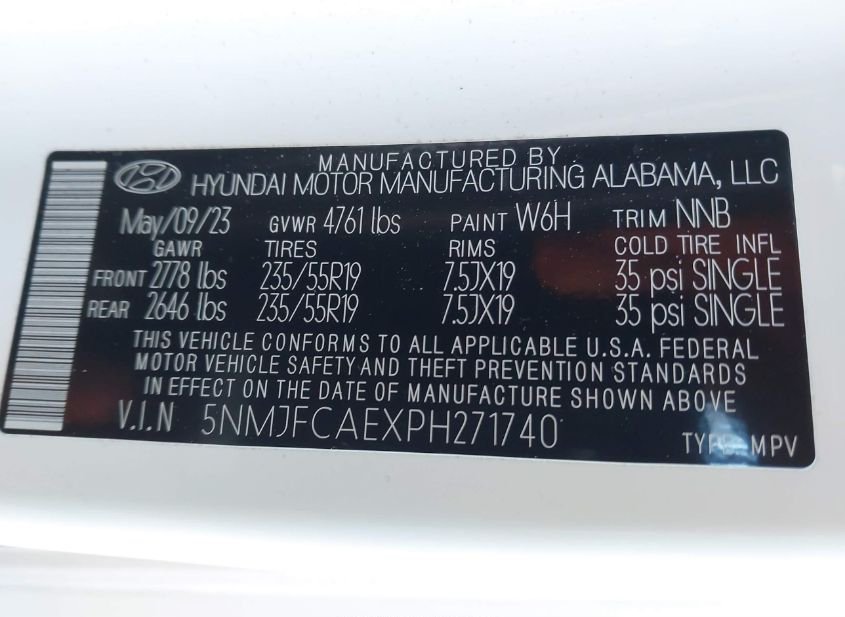 MANUFACTURED BY
HYUNDAI MOTOR MANUFACTURING ALABAMA, LLC
May/09/23 GVWR 4761 lbs PAINT W6H TRIM NNB
GAWR TIRES RIMS COLD TIRE INFL
FRONT 2778 lbs 235/55R19 7.5JX19 35 psi SINGLE
REAR 2646 lbs 235/55R19 7.5JX19 35 psi SINGLE
THIS VEHICLE CONFORMS TO ALL APPLICABLE U.S.A. FEDERAL
MOTOR VEHICLE SAFETY AND THEFT PREVENTION STANDARDS
IN EFFECT ON THE DATE OF MANUFACTURE SHOWN ABOVE
V.I.N 5NMJFCAEXPH271740
TYPE: MPV